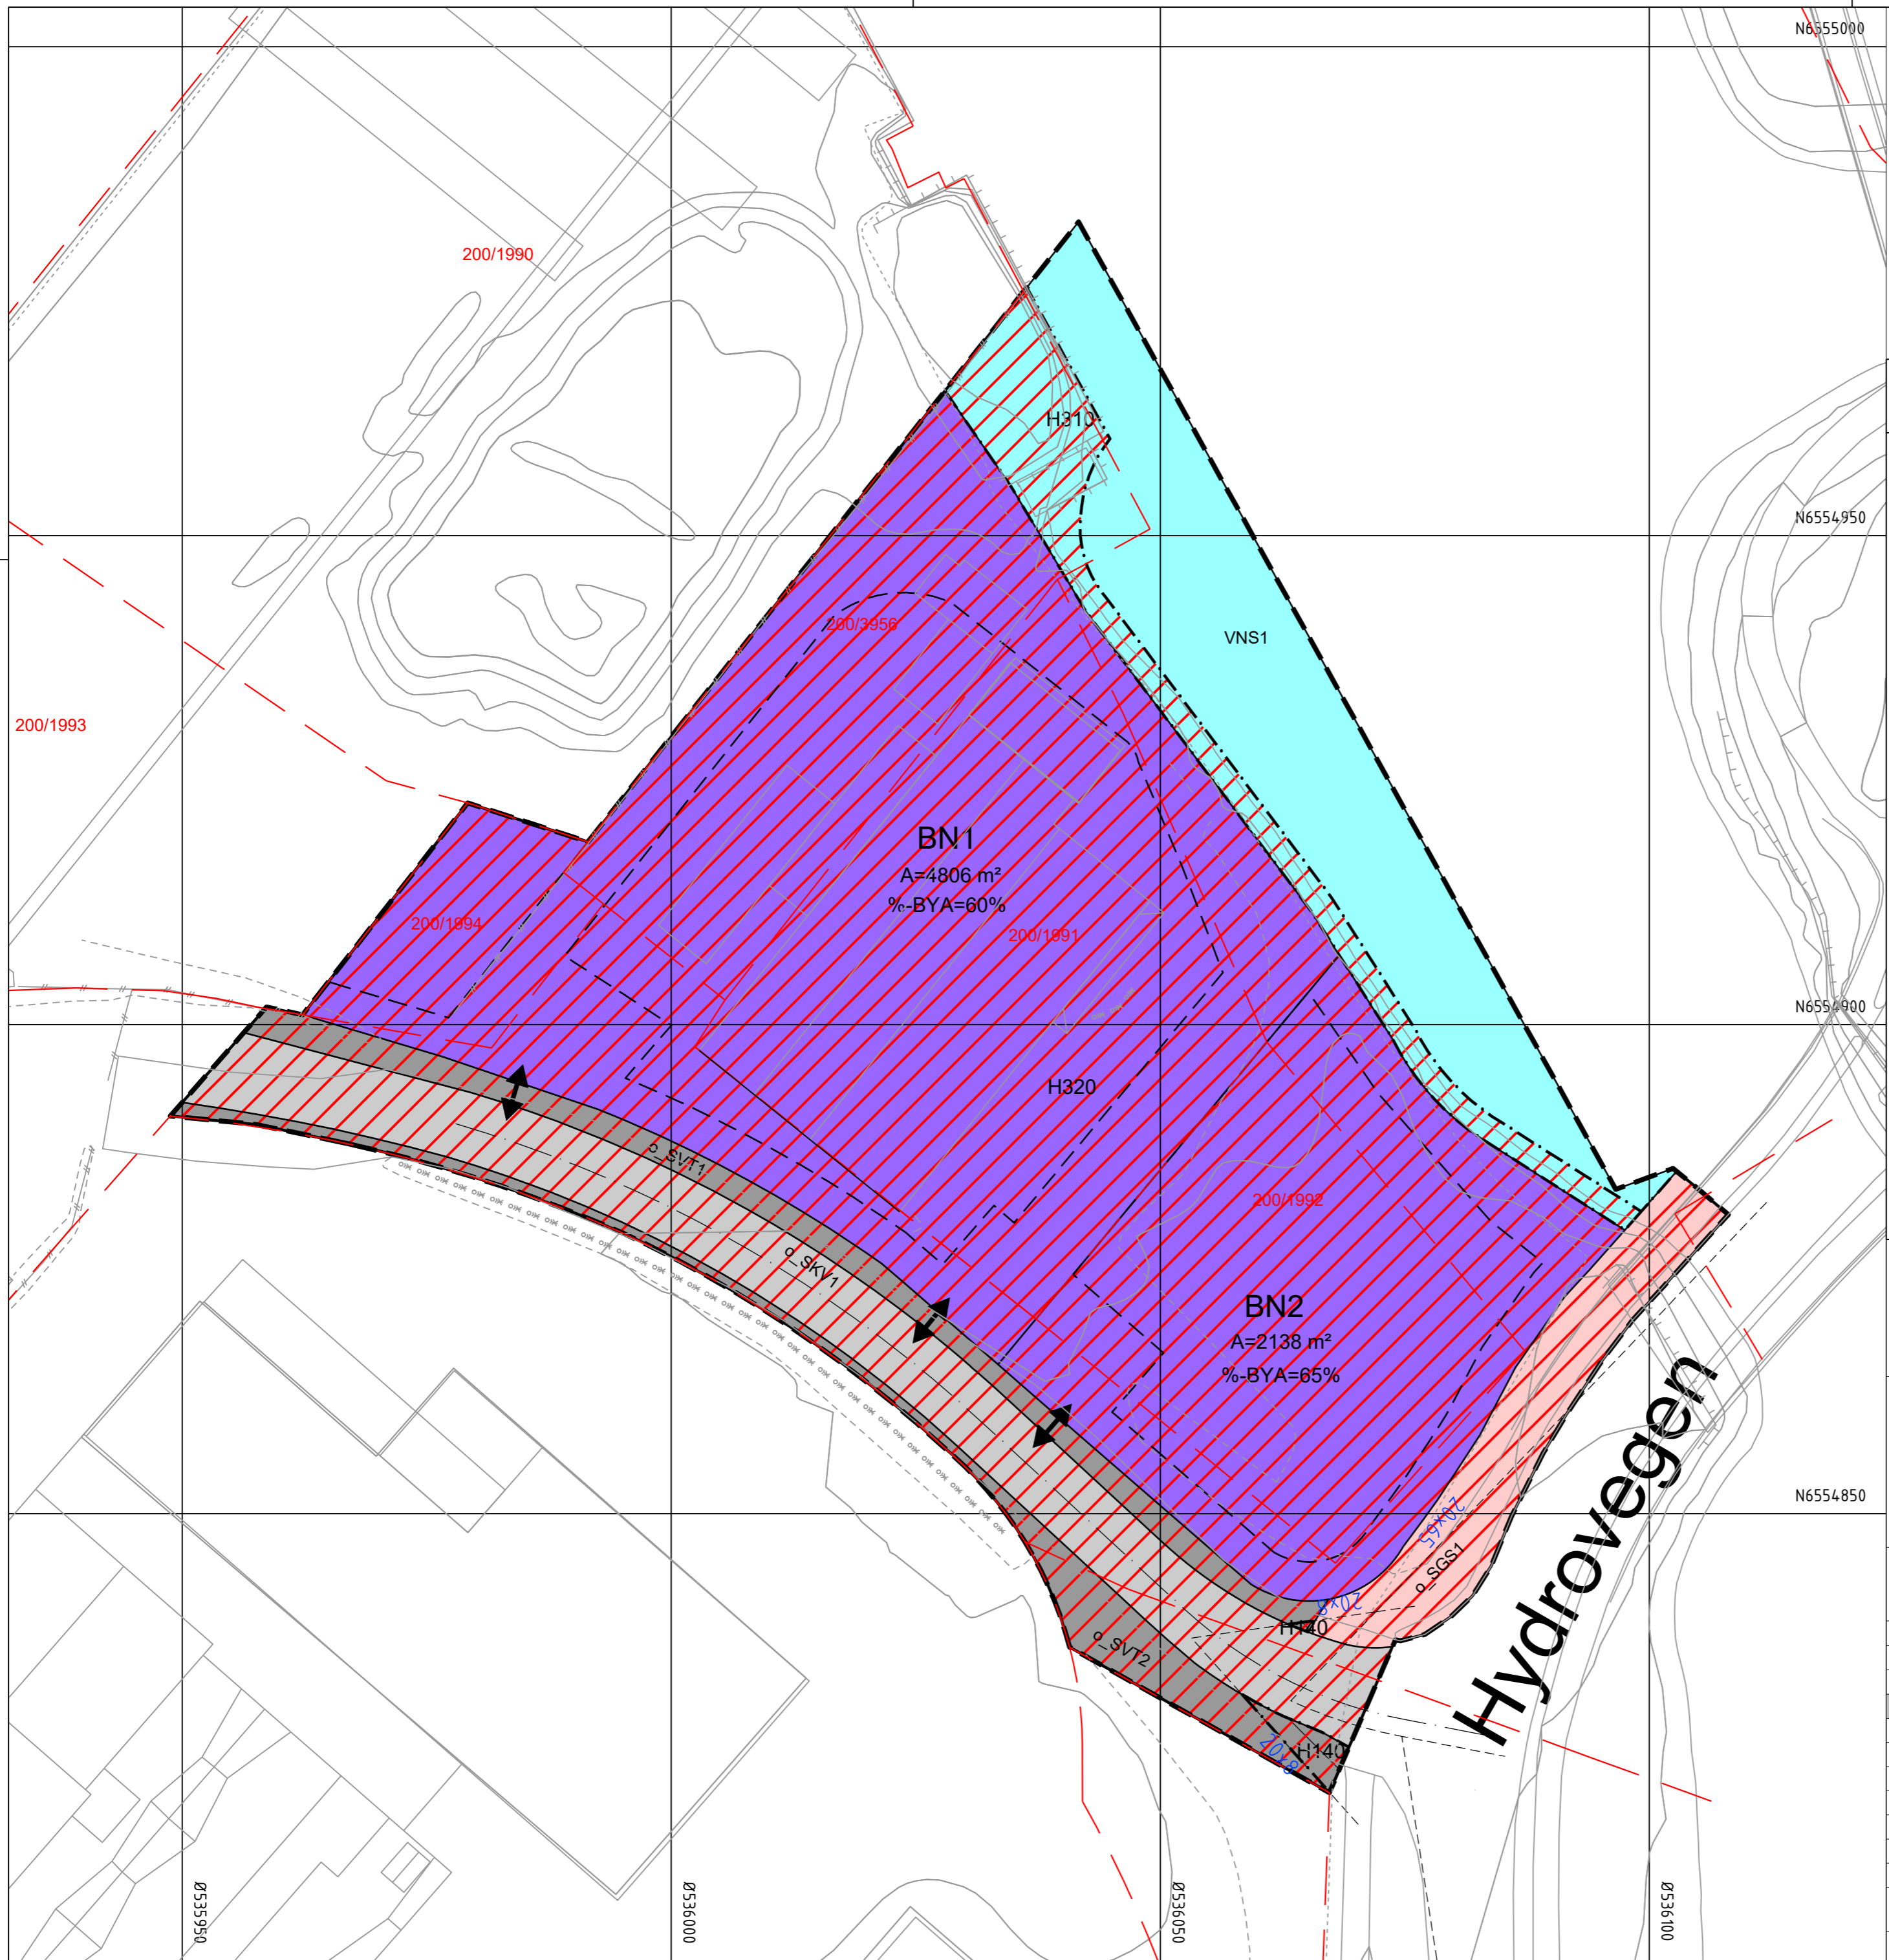 N6555000
200/1990
H310
N6554950
200/3956
VNS1
200/1993
BN1
A=4806 m²
%-BYA=60%
200/1994
200/1991
N6554900
H320
o_SVT1
200/1992
o_SKV1
BN2
A=2138 m²
%-BYA=65%
N6554850
20x65
o_SGS1
Hydrovegen
20x8
H140
o_SVT2
H140
20x8
Ø535950
Ø536000
Ø536050
Ø536100